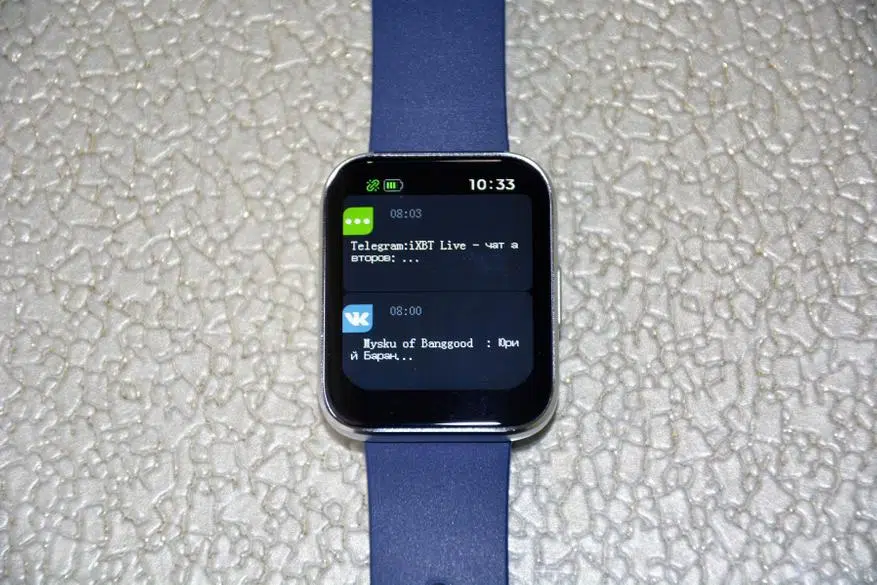 10:33
08:03
Telegram:iXBT Live - чат а
второв: ...
08:00
Mysku of Banggood : Юри
й Баран...